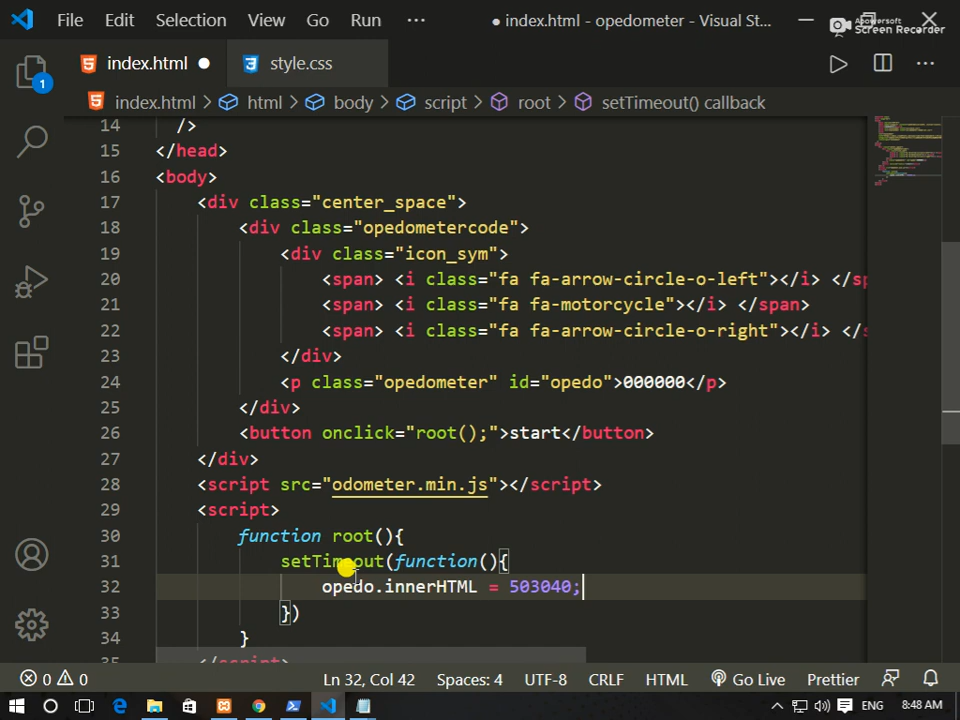 File Edit Selection View Go Run ··· ● index.html - opedometer - Visual St...
Apowersoft
Screen Recorder
index.html ● style.css
index.html > html > body > script > root > setTimeout() callback
14 />
15 </head>
16 <body>
17 <div class="center_space">
18 <div class="opedometercode">
19 <div class="icon_sym">
20 <span> <i class="fa fa-arrow-circle-o-left"></i> </sp
21 <span> <i class="fa fa-motorcycle"></i> </span>
22 <span> <i class="fa fa-arrow-circle-o-right"></i> </s
23 </div>
24 <p class="opedometer" id="opedo">000000</p>
25 </div>
26 <button onclick="root();">start</button>
27 </div>
28 <script src="odometer.min.js"></script>
29 <script>
30 function root(){
31 setTimeout(function(){
32 opedo.innerHTML = 503040;
33 })
34 }
35 </script>
1
0 0 Ln 32, Col 42 Spaces: 4 UTF-8 CRLF HTML Go Live Prettier
ENG 8:48 AM